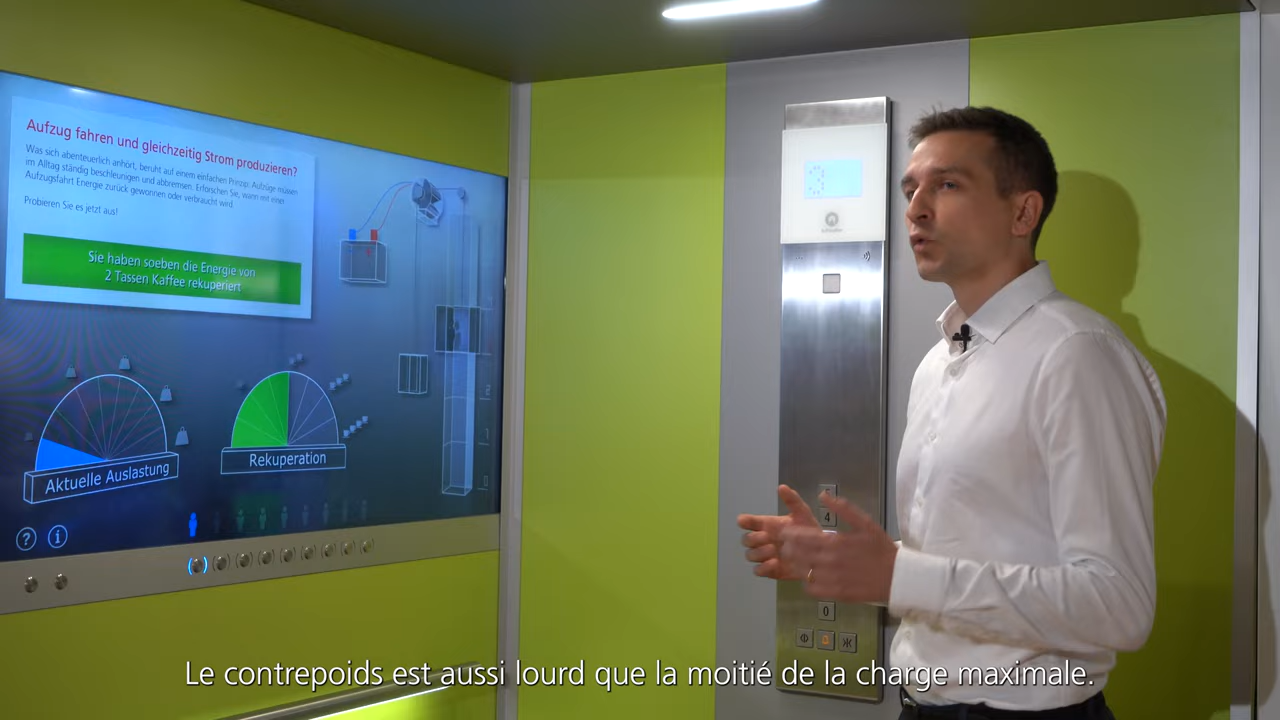 Aufzug fahren und gleichzeitig Strom produzieren?
Was sich abenteuerlich anhört, beruht auf einem einfachen Prinzip: Aufzüge müssen
im Alltag ständig beschleunigen und abbremsen. Erforschen Sie, wann mit einer
Aufzugsfahrt Energie zurück gewonnen oder verbraucht wird.
Probieren Sie es jetzt aus!
Sie haben soeben die Energie von
2 Tassen Kaffee rekuperiert
Aktuelle Auslastung
Rekuperation
? i
3
4
0
Le contrepoids est aussi lourd que la moitié de la charge maximale.